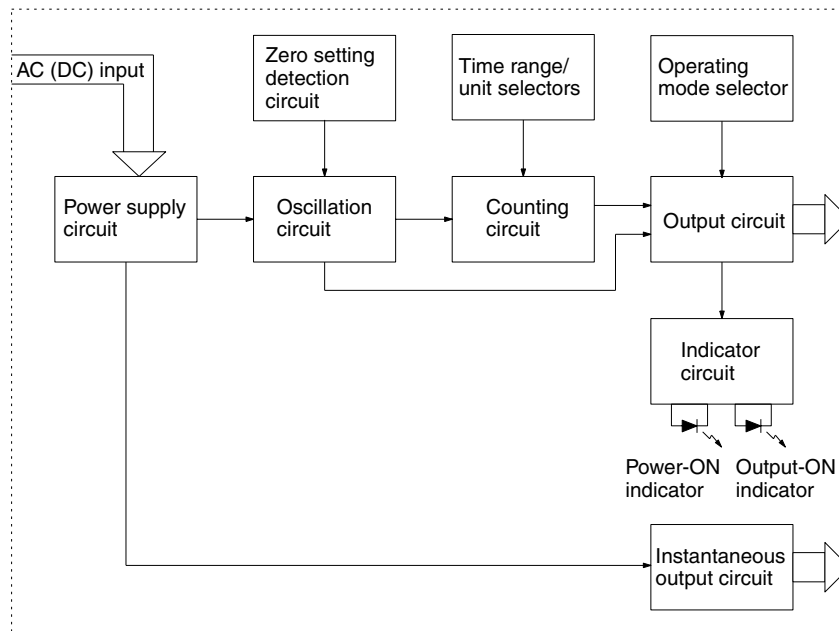 AC (DC) input
Zero setting
detection
circuit
Time range/
unit selectors
Operating
mode selector
Power supply
circuit
Oscillation
circuit
Counting
circuit
Output circuit
Indicator
circuit
Power-ON
indicator
Output-ON
indicator
Instantaneous
output circuit